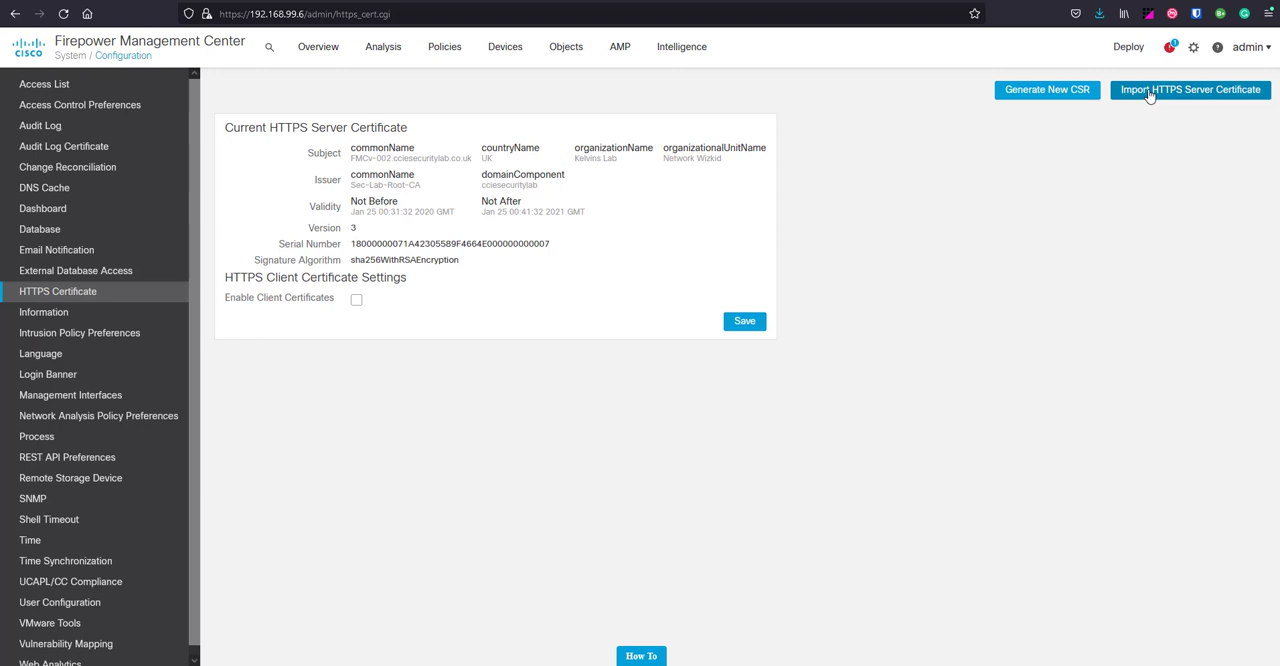 https://192.168.99.6/admin/https_cert.cgi
CISCO
Firepower Management Center
System / Configuration
Overview Analysis Policies Devices Objects AMP Intelligence
Deploy 1 ? admin
Access List
Access Control Preferences
Audit Log
Audit Log Certificate
Change Reconciliation
DNS Cache
Dashboard
Database
Email Notification
External Database Access
HTTPS Certificate
Information
Intrusion Policy Preferences
Language
Login Banner
Management Interfaces
Network Analysis Policy Preferences
Process
REST API Preferences
Remote Storage Device
SNMP
Shell Timeout
Time
Time Synchronization
UCAPL/CC Compliance
User Configuration
VMware Tools
Vulnerability Mapping
Web Analytics
Generate New CSR Import HTTPS Server Certificate
Current HTTPS Server Certificate
Subject commonName countryName organizationName organizationalUnitName
FMCv-002.cciesecuritylab.co.uk UK Kelvins Lab Network Wizkid
Issuer commonName domainComponent
Sec-Lab-Root-CA cciesecuritylab
Validity Not Before Not After
Jan 25 00:31:32 2020 GMT Jan 25 00:41:32 2021 GMT
Version 3
Serial Number 18000000071A42305589F4664E000000000007
Signature Algorithm sha256WithRSAEncryption
HTTPS Client Certificate Settings
Enable Client Certificates
Save
How To